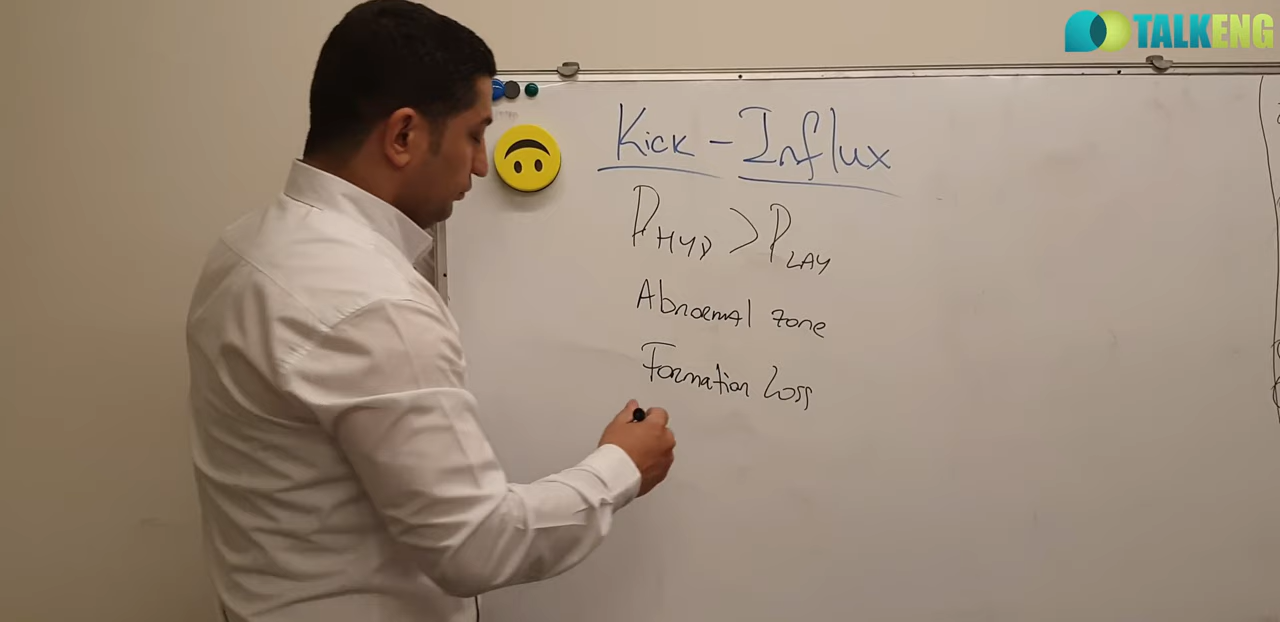 TALKENG
Kick - Influx
PHYD > PLAY
Abnormal zone
Formation Loss